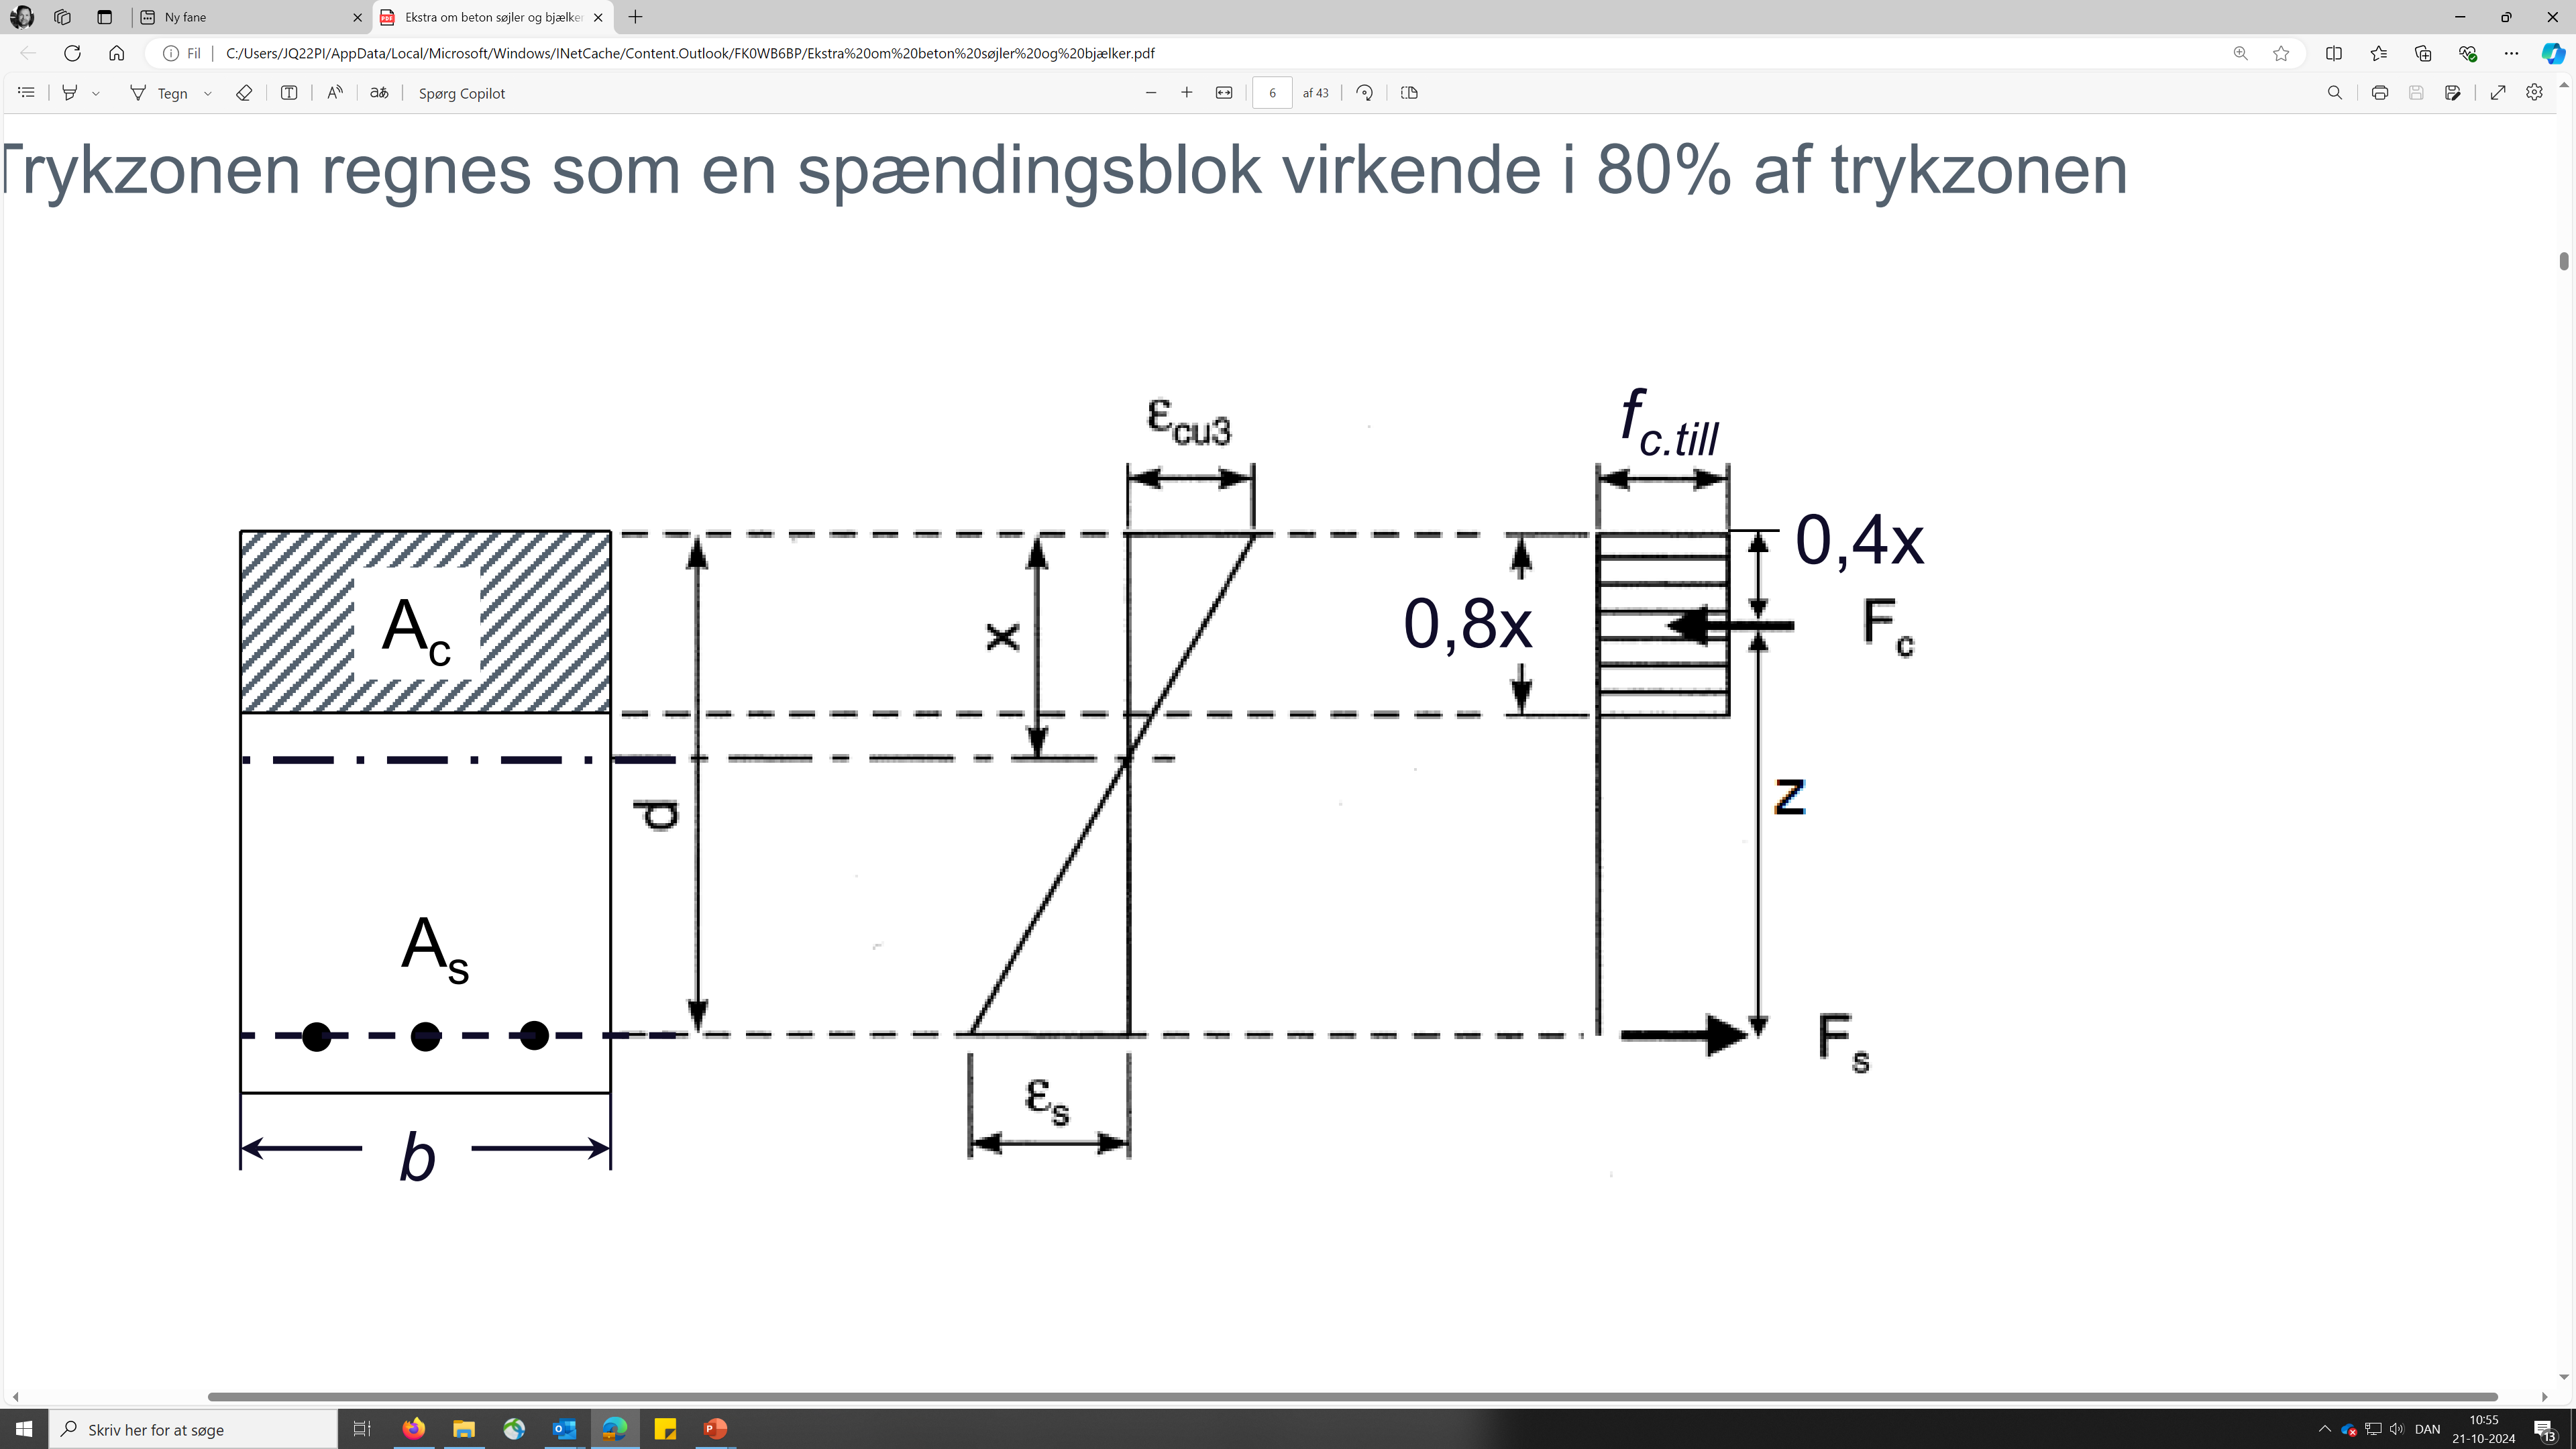 Ny fane
Ekstra om beton søjler og bjælker
Fil
C:/Users/JQ22PI/AppData/Local/Microsoft/Windows/INetCache/Content.Outlook/FK0WB6BP/Ekstra%20om%20beton%20søjler%20og%20bjælker.pdf
Tegn
aあ
Spørg Copilot
6
af 43
Trykzonen regnes som en spændingsblok virkende i 80% af trykzonen
εcu3
fc.till
0,4x
Ac
x
0,8x
Fc
d
z
As
Fs
εs
b
Skriv her for at søge
DAN
10:55
21-10-2024
13